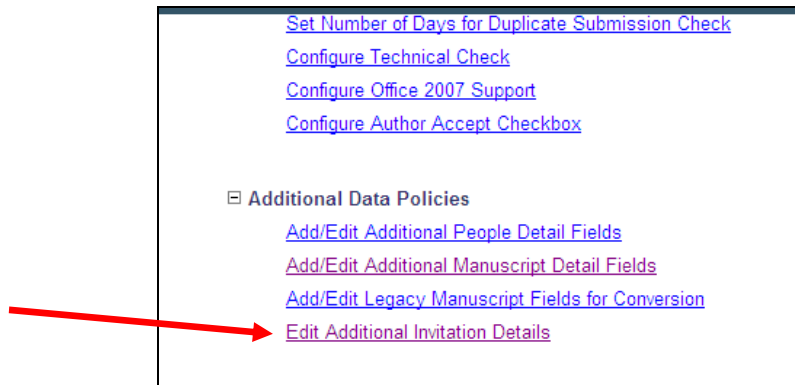 Set Number of Days for Duplicate Submission Check
Configure Technical Check
Configure Office 2007 Support
Configure Author Accept Checkbox
Additional Data Policies
Add/Edit Additional People Detail Fields
Add/Edit Additional Manuscript Detail Fields
Add/Edit Legacy Manuscript Fields for Conversion
Edit Additional Invitation Details